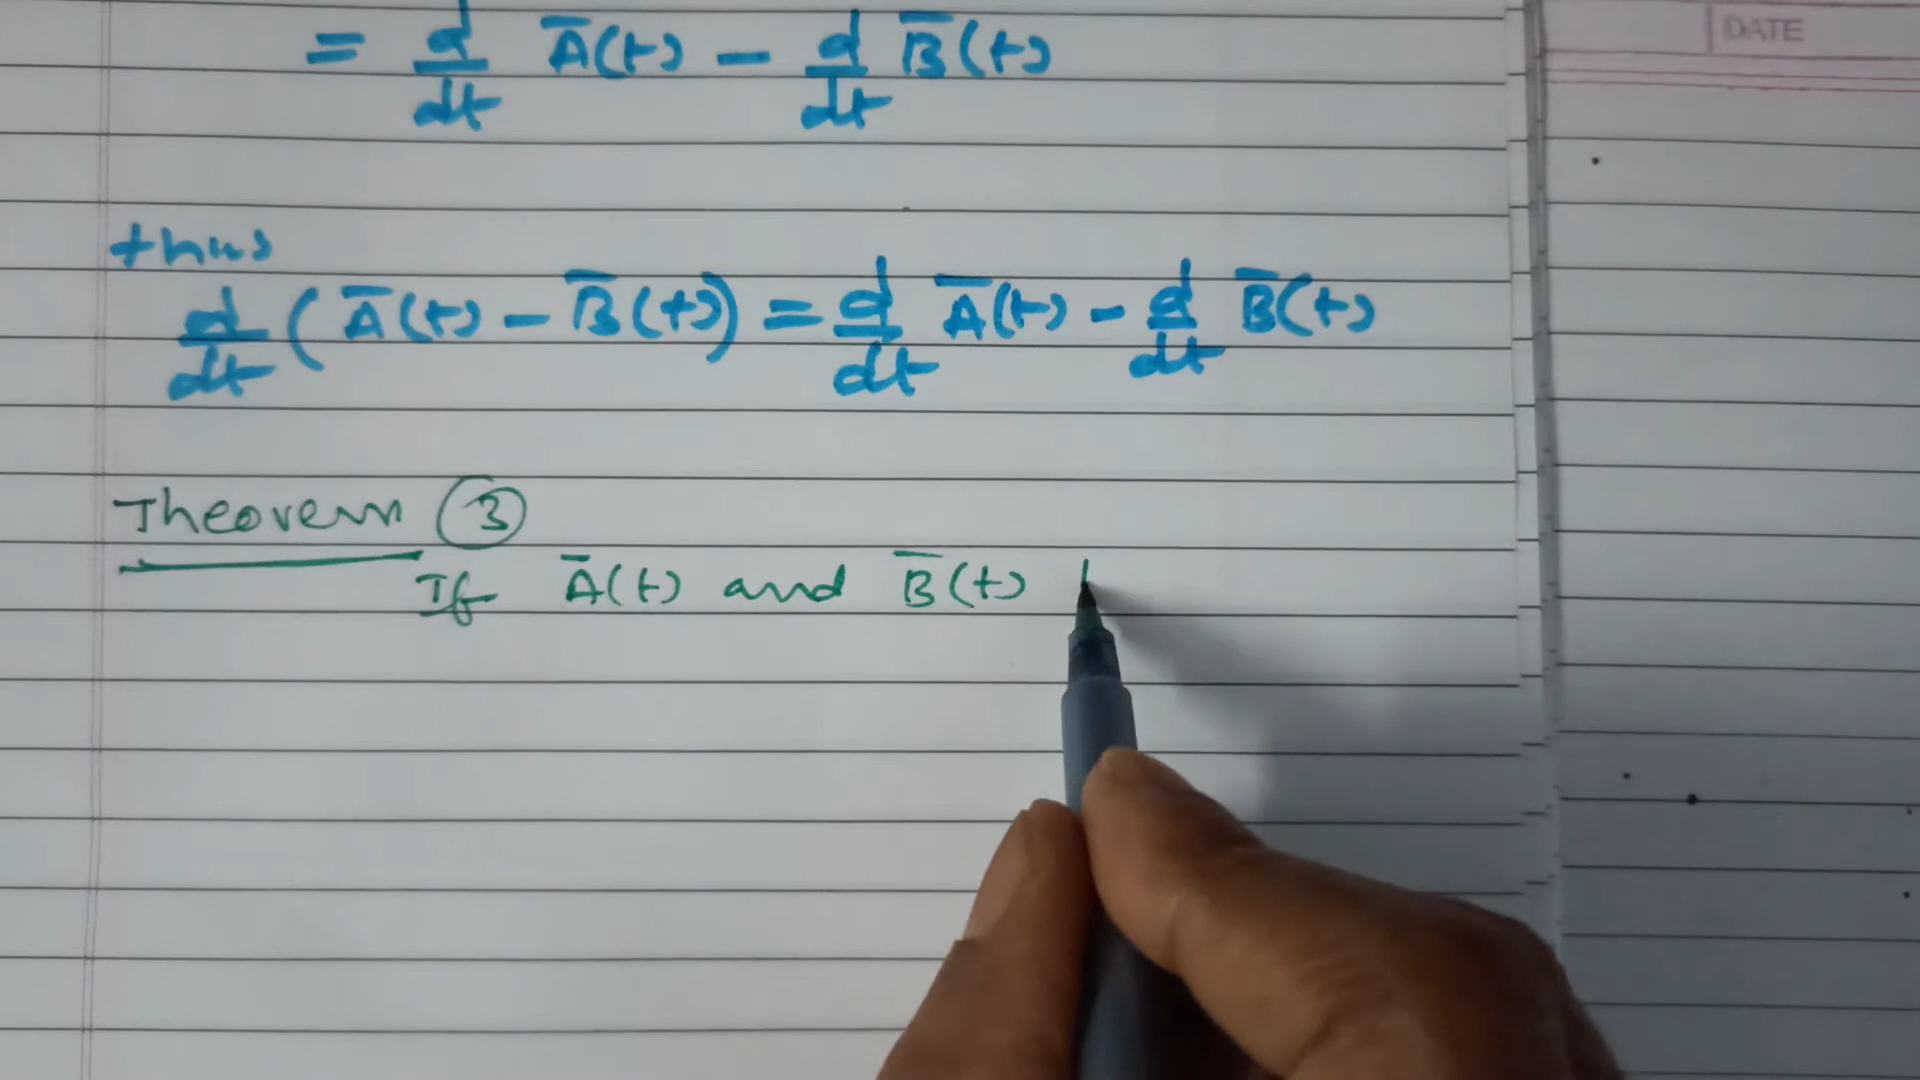 = d/dt A̅(t) - d/dt B̅(t)
DATE
thus
d/dt (A̅(t) - B̅(t)) = d/dt A̅(t) - d/dt B̅(t)
Theorem ③
If A̅(t) and B̅(t)